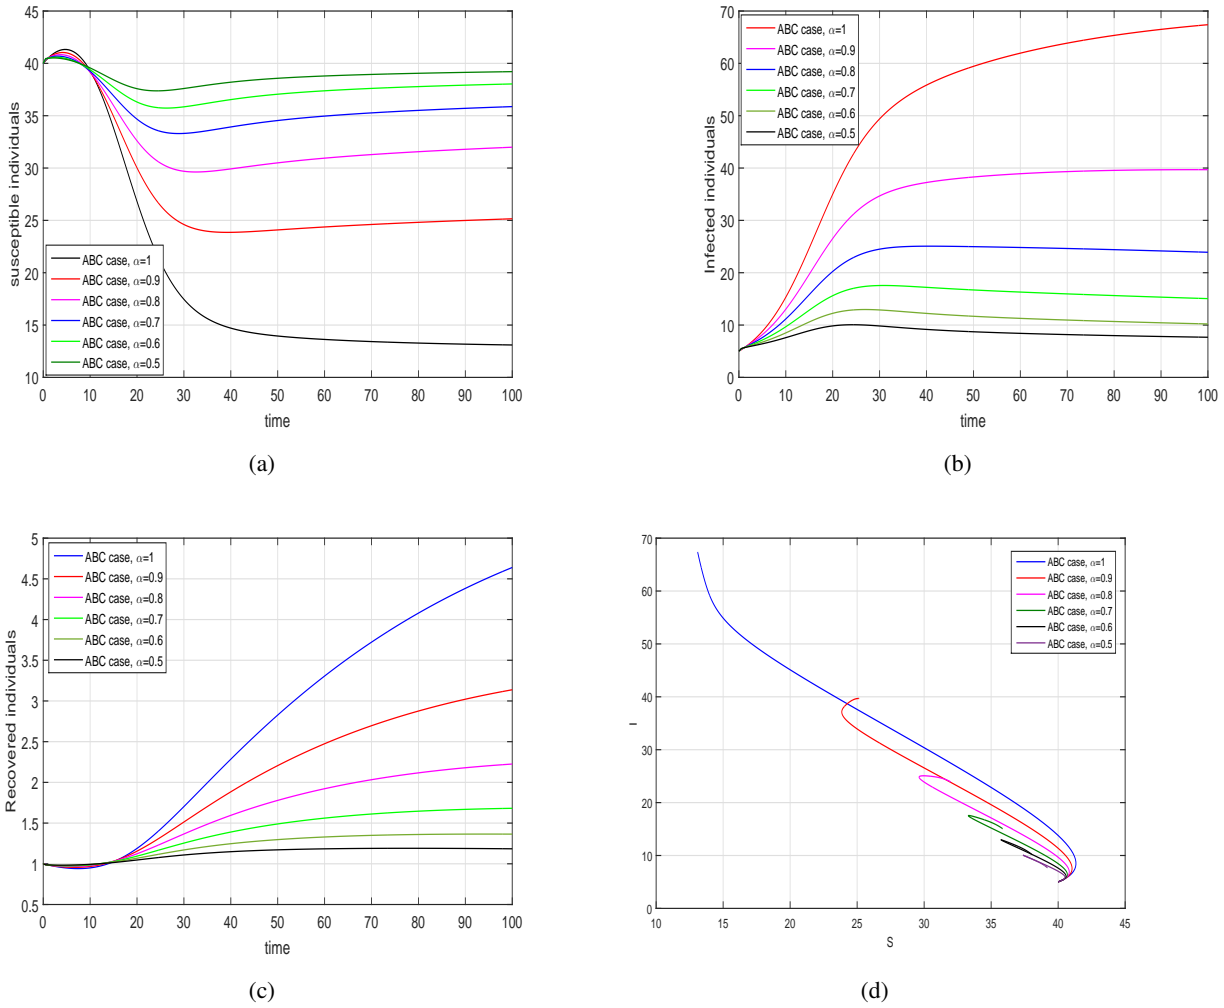 45
40
35
30
25
20
15
10
susceptible individuals
ABC case, α=1
ABC case, α=0.9
ABC case, α=0.8
ABC case, α=0.7
ABC case, α=0.6
ABC case, α=0.5
0 10 20 30 40 50 60 70 80 90 100
time
(a)
70
60
50
40
30
20
10
0
Infected individuals
ABC case, α=1
ABC case, α=0.9
ABC case, α=0.8
ABC case, α=0.7
ABC case, α=0.6
ABC case, α=0.5
0 10 20 30 40 50 60 70 80 90 100
time
(b)
5
4.5
4
3.5
3
2.5
2
1.5
1
0.5
Recovered individuals
ABC case, α=1
ABC case, α=0.9
ABC case, α=0.8
ABC case, α=0.7
ABC case, α=0.6
ABC case, α=0.5
0 10 20 30 40 50 60 70 80 90 100
time
(c)
70
60
50
40
30
20
10
0
I
ABC case, α=1
ABC case, α=0.9
ABC case, α=0.8
ABC case, α=0.7
ABC case, α=0.6
ABC case, α=0.5
10 15 20 25 30 35 40 45
S
(d)